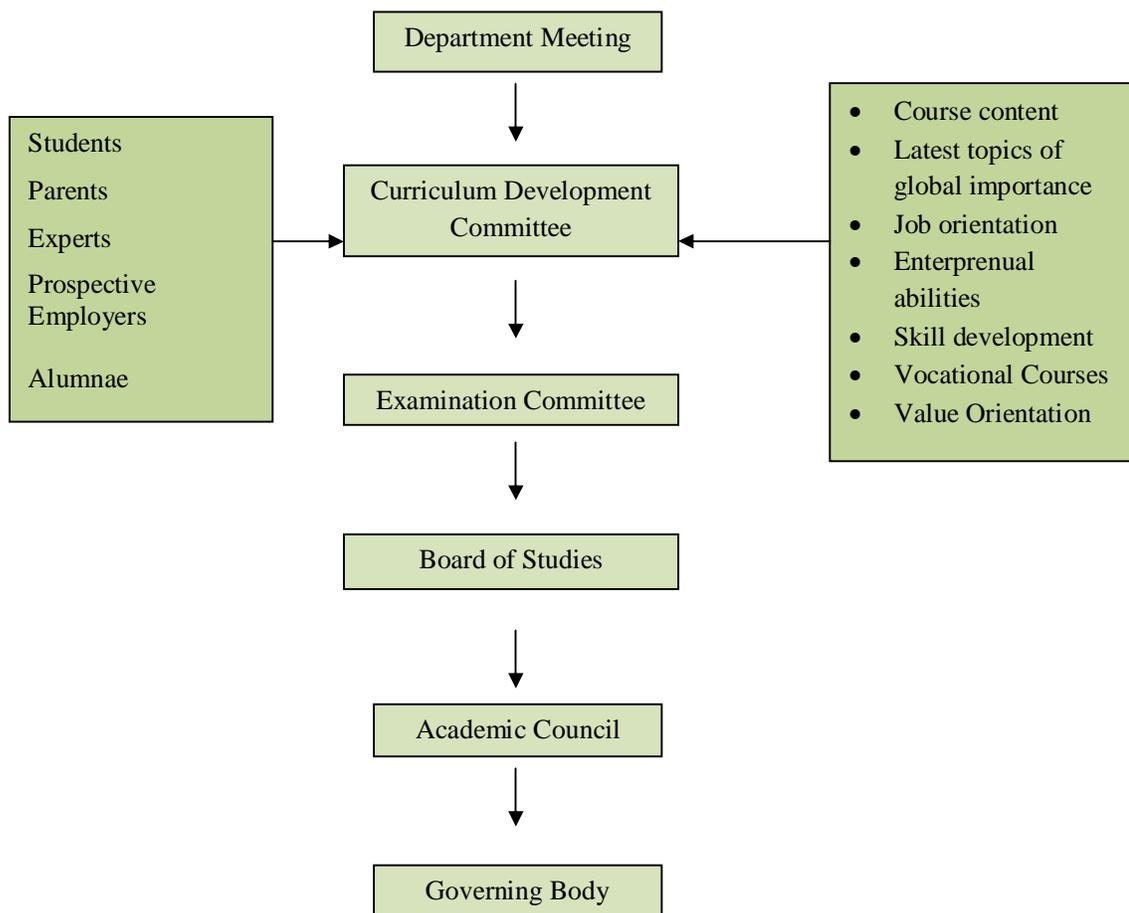 Department Meeting
Students
Parents
Experts
Prospective
Employers
Alumnae
Curriculum Development
Committee
• Course content
• Latest topics of
global importance
• Job orientation
• Enterprenual
abilities
• Skill development
• Vocational Courses
• Value Orientation
Examination Committee
Board of Studies
Academic Council
Governing Body